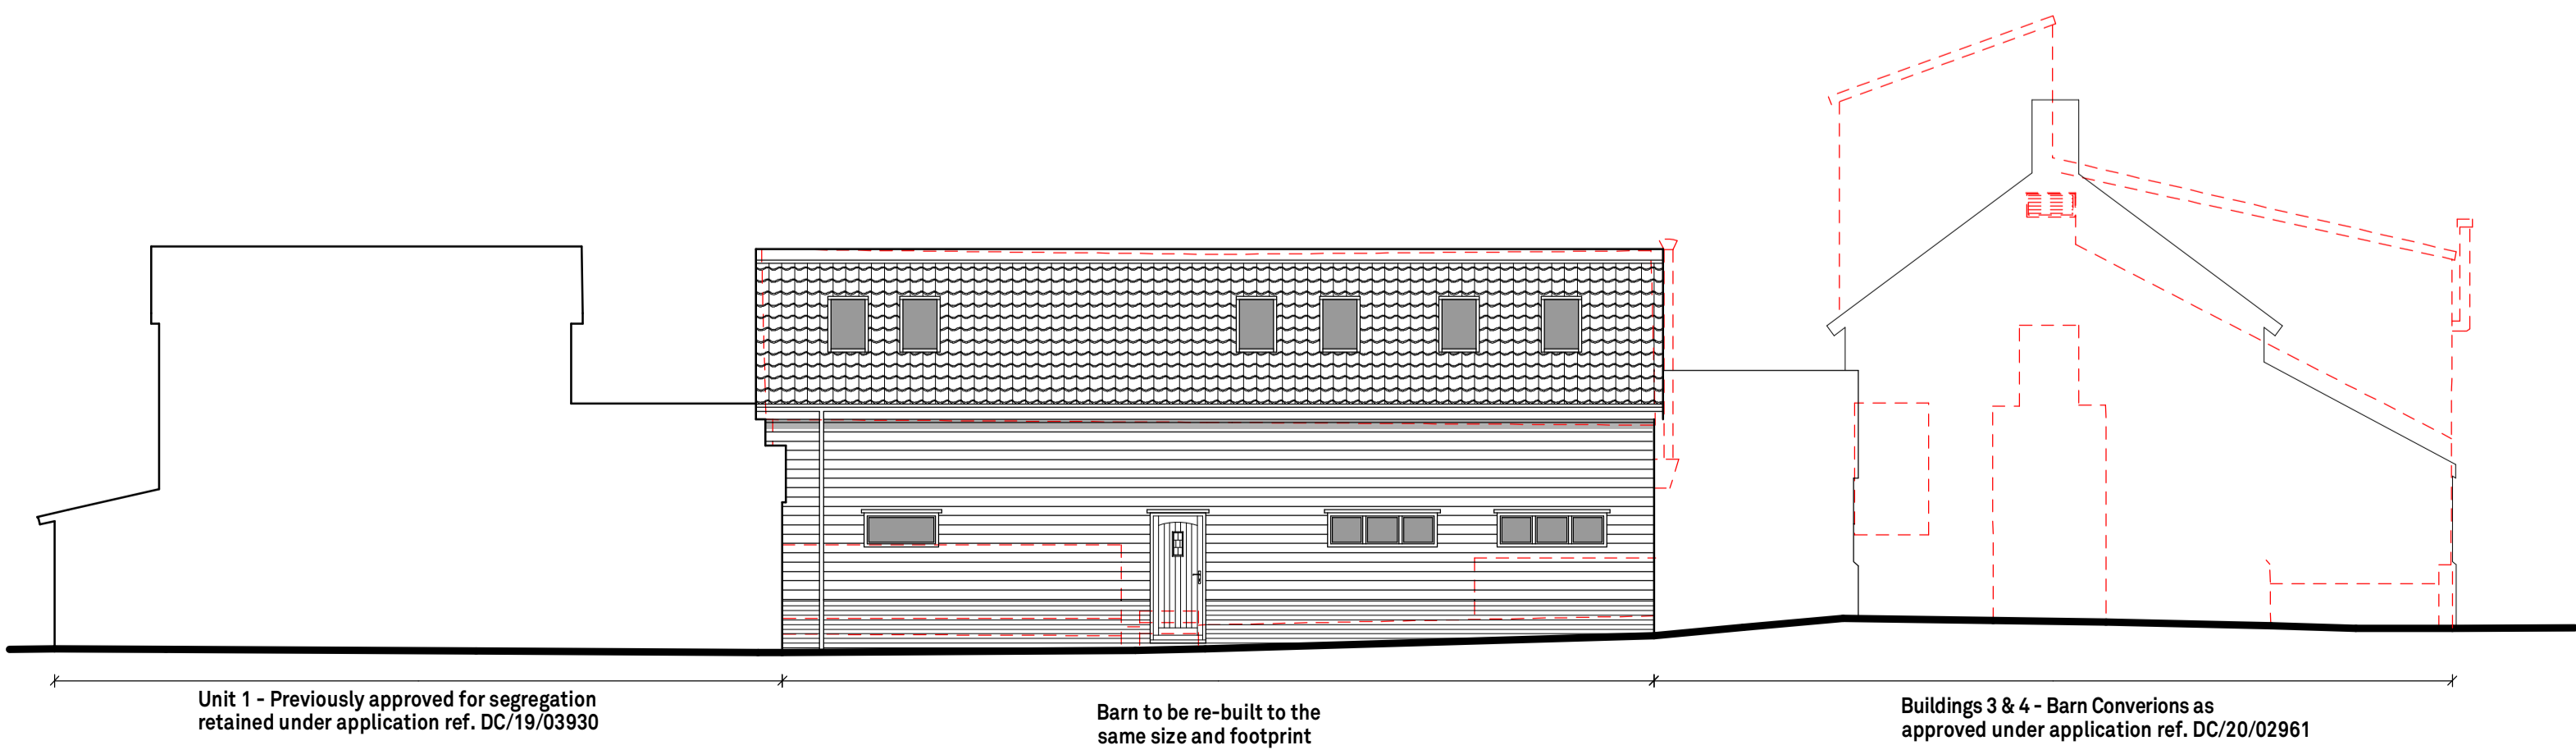 Unit 1 - Previously approved for segregation
retained under application ref. DC/19/03930
Barn to be re-built to the
same size and footprint
Buildings 3 & 4 - Barn Converions as
approved under application ref. DC/20/02961